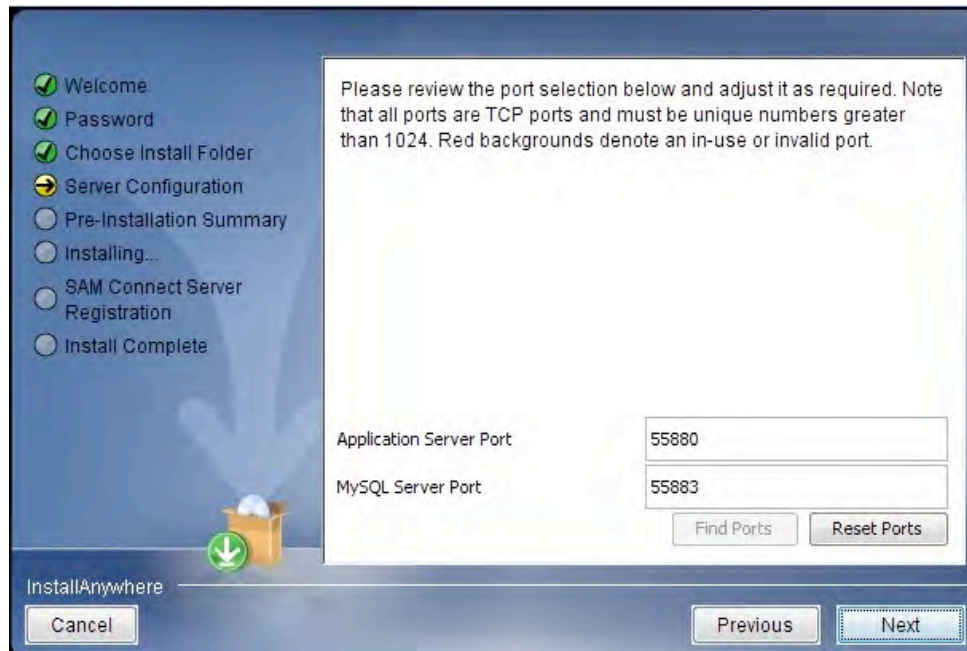 Welcome
Password
Choose Install Folder
Server Configuration
Pre-Installation Summary
Installing...
SAM Connect Server
Registration
Install Complete
Please review the port selection below and adjust it as required. Note
that all ports are TCP ports and must be unique numbers greater
than 1024. Red backgrounds denote an in-use or invalid port.
Application Server Port
55880
MySQL Server Port
55883
Find Ports
Reset Ports
InstallAnywhere
Cancel
Previous
Next